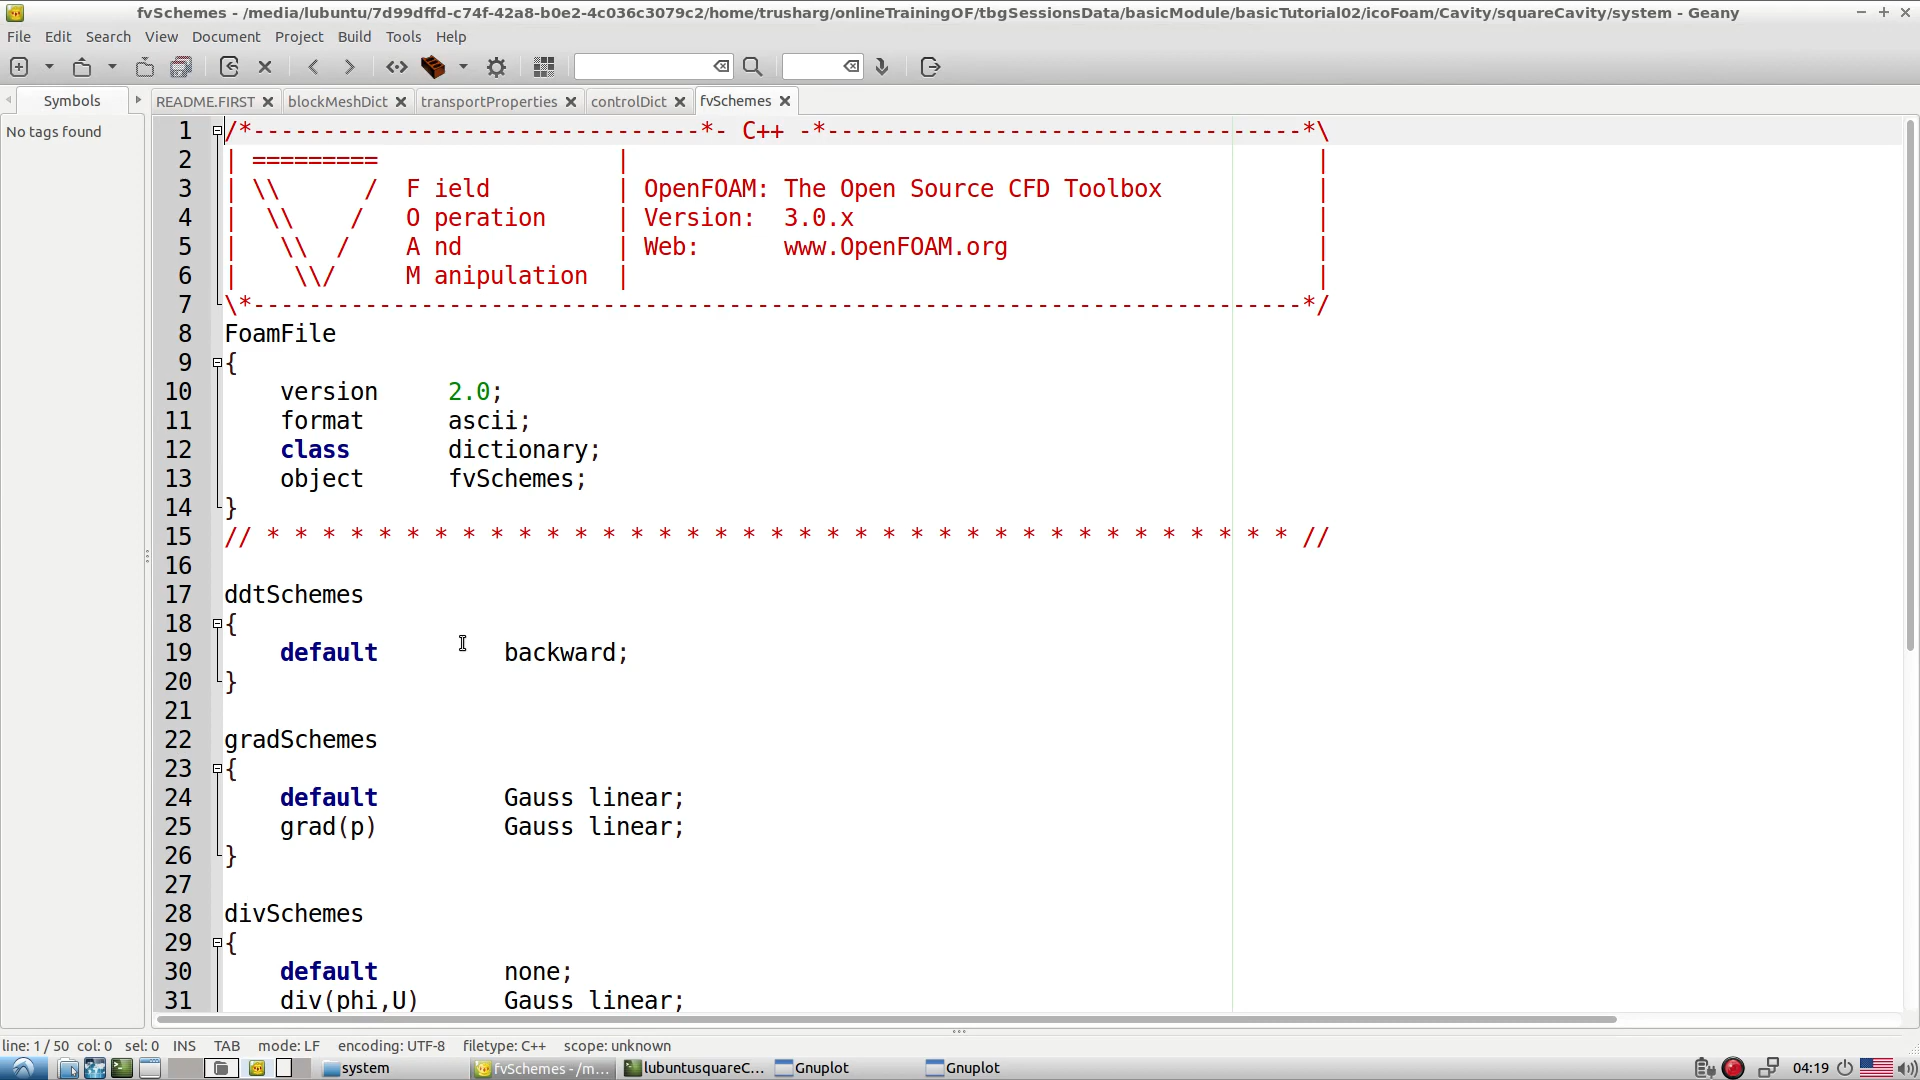 fvSchemes - /media/lubuntu/7d99dffd-c74f-42a8-b0e2-4c036c3079c2/home/trusharg/onlineTrainingOF/tbgSessionsData/basicModule/basicTutorial02/icoFoam/Cavity/squareCavity/system - Geany
File Edit Search View Document Project Build Tools Help
Symbols README.FIRST blockMeshDict transportProperties controlDict fvSchemes
No tags found
1 /*--------------------------------*- C++ -*----------------------------------*\
2 | ========= | |
3 | \\ / F ield | OpenFOAM: The Open Source CFD Toolbox |
4 | \\ / O peration | Version: 3.0.x |
5 | \\ / A nd | Web: www.OpenFOAM.org |
6 | \\/ M anipulation | |
7 \*---------------------------------------------------------------------------*/
8 FoamFile
9 {
10 version 2.0;
11 format ascii;
12 class dictionary;
13 object fvSchemes;
14 }
15 // * * * * * * * * * * * * * * * * * * * * * * * * * * * * * * * * * * * * * //
16
17 ddtSchemes
18 {
19 default backward;
20 }
21
22 gradSchemes
23 {
24 default Gauss linear;
25 grad(p) Gauss linear;
26 }
27
28 divSchemes
29 {
30 default none;
31 div(phi,U) Gauss linear;
line: 1 / 50 col: 0 sel: 0 INS TAB mode: LF encoding: UTF-8 filetype: C++ scope: unknown
system fvSchemes - /m... lubuntusquareC... Gnuplot Gnuplot 04:19